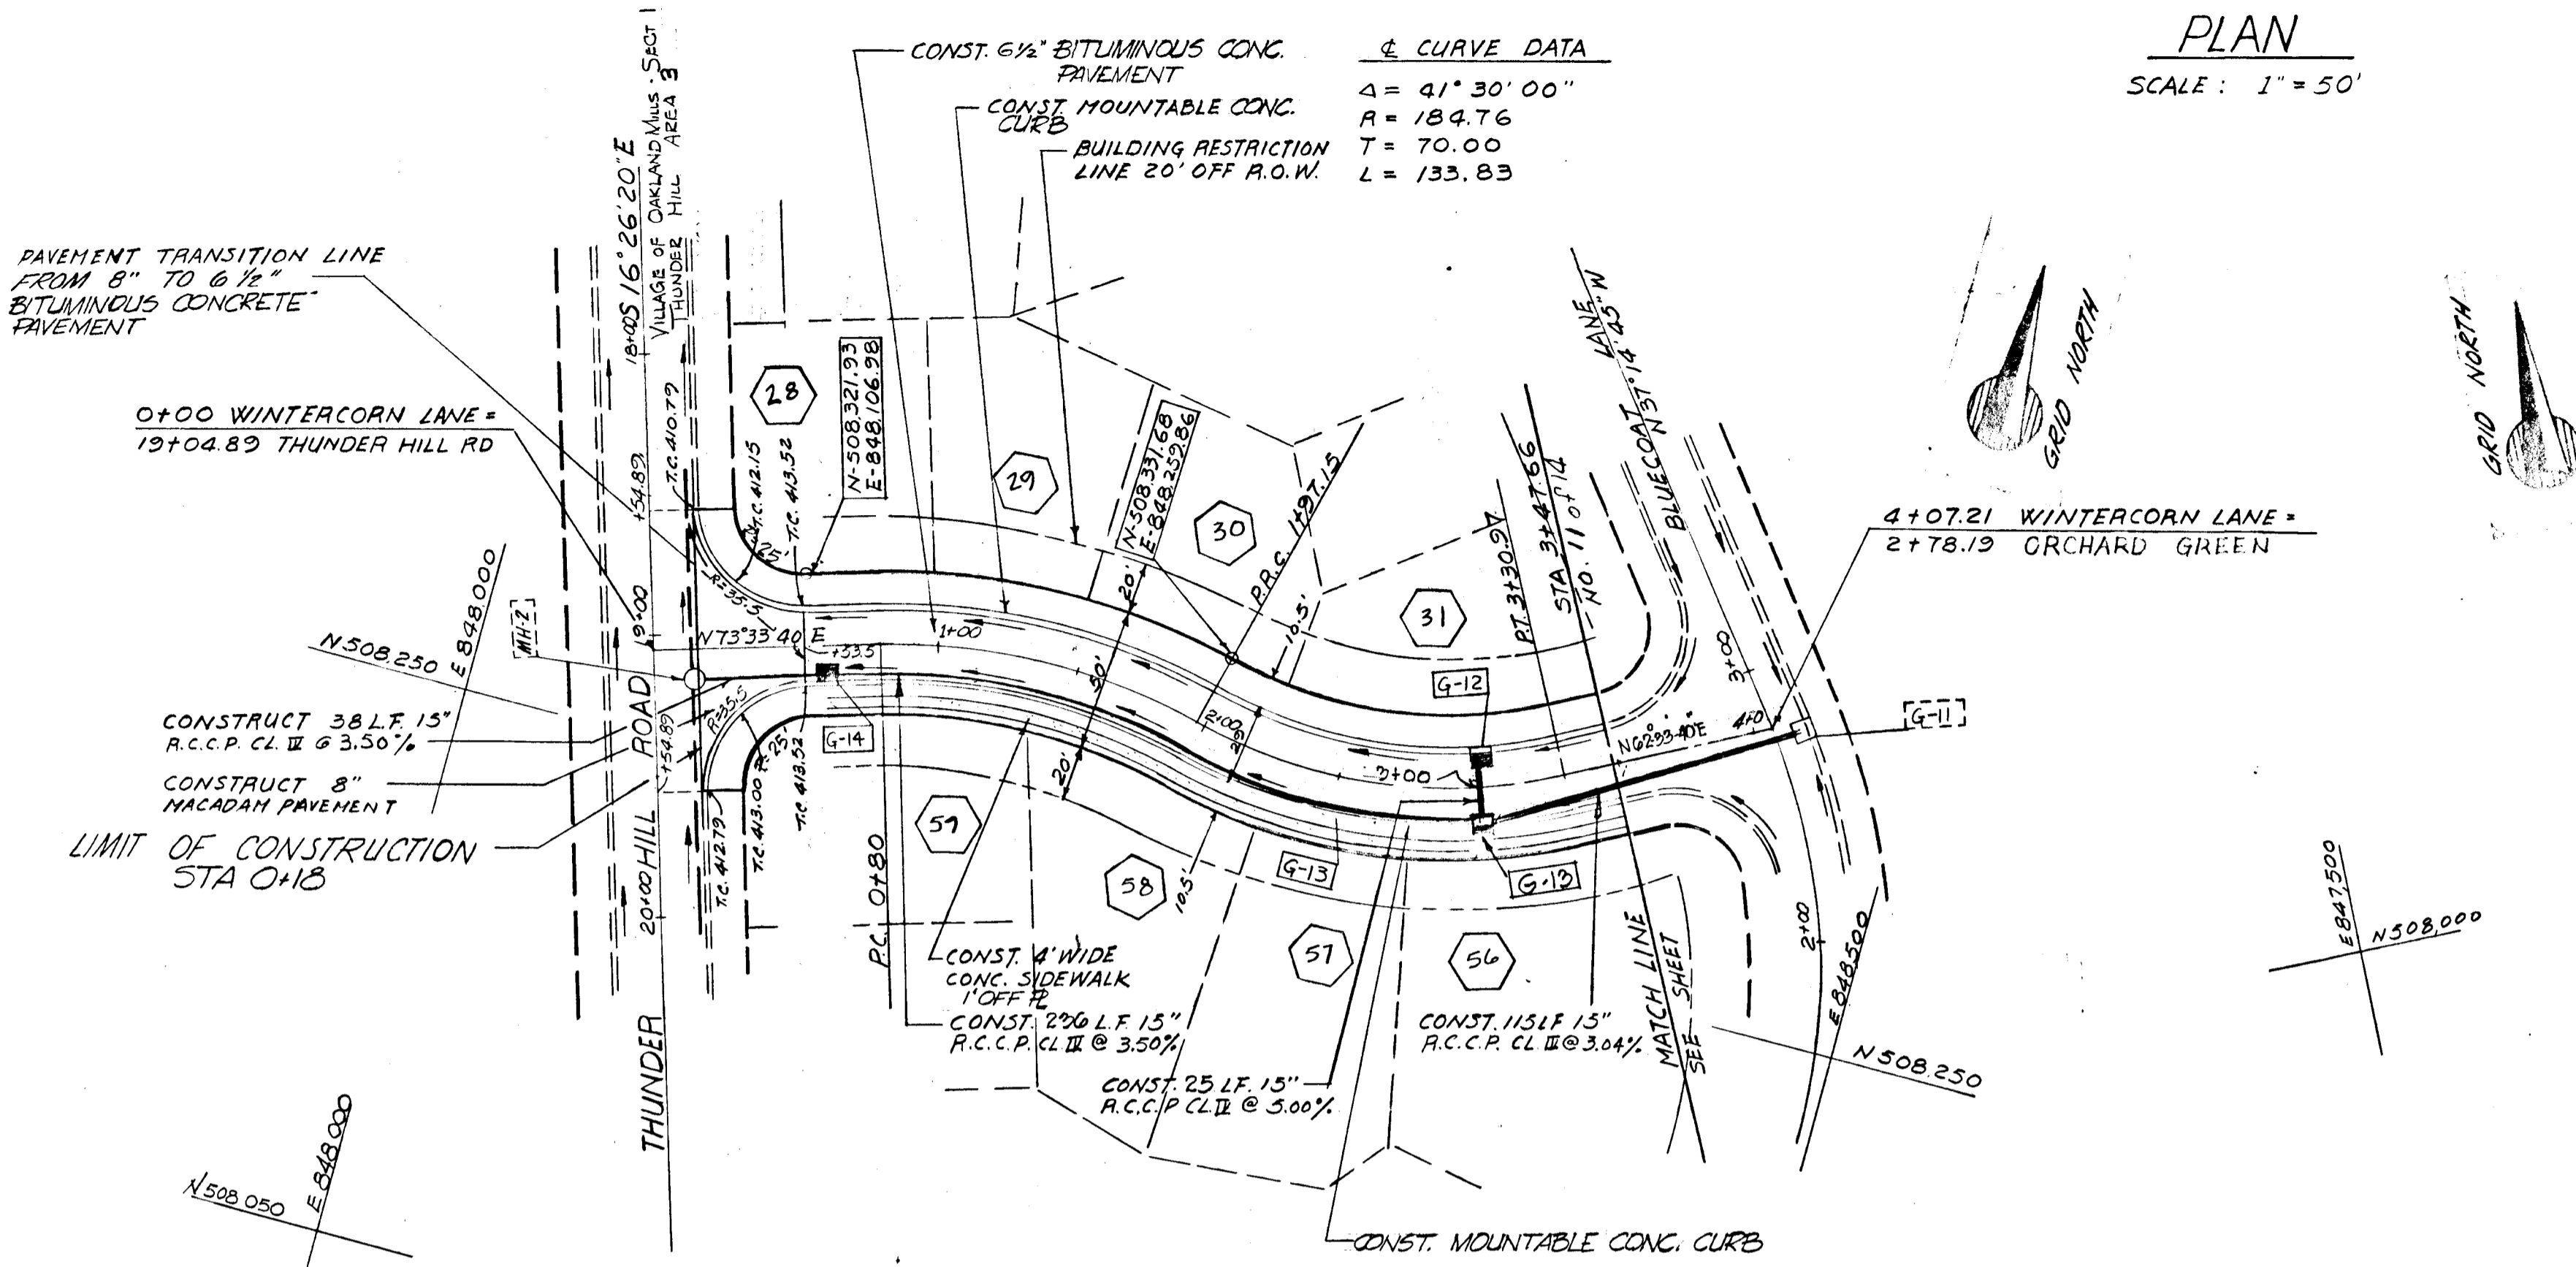 PLAN
SCALE : 1" = 50'
CONST. 6½" BITUMINOUS CONC.
PAVEMENT
CONST. MOUNTABLE CONC.
CURB
BUILDING RESTRICTION
LINE 20' OFF R.O.W.
℄ CURVE DATA
Δ = 41° 30' 00"
R = 184.76
T = 70.00
L = 133.83
PAVEMENT TRANSITION LINE
FROM 8" TO 6½"
BITUMINOUS CONCRETE
PAVEMENT
0+00 WINTERCORN LANE =
19+04.89 THUNDER HILL RD
S 16° 26' 20" E
VILLAGE OF OAKLAND MILLS · SECT 1
THUNDER HILL AREA 3
18+00
+54.89
19+00
+54.89
20+00
THUNDER HILL ROAD
T.C. 410.79
T.C. 412.15
T.C. 413.52
25'
R=35.5
28
N-508,321.93
E-848,106.98
29
N-508,331.68
E-848,259.86
30
P.R.C. 1+97.15
31
P.T. 3+30.97
STA 3+47.66
NO. 11 of 14
BLUECOAT LANE
N 37° 14' 45" W
GRID NORTH
GRID NORTH
4+07.21 WINTERCORN LANE =
2+78.19 ORCHARD GREEN
N 508,250
E 848,000
MH-2
N 73° 33' 40 E
+53.5
1+00
20'
50'
20'
10.5'
2+00
29'
G-12
3+00
N 62° 33' 40" E
4+0
3+00
G-11
CONSTRUCT 38 L.F. 15"
R.C.C.P. CL. IV @ 3.50%
CONSTRUCT 8"
MACADAM PAVEMENT
LIMIT OF CONSTRUCTION
STA 0+18
R=35.5
R=25'
T.C. 412.79
T.C. 413.00
T.C. 413.52
G-14
P.C. 0+80
59
58
10.5'
G-13
57
G-13
56
CONST. 4' WIDE
CONC. SIDEWALK
1' OFF ⅊
CONST. 236 L.F. 15"
R.C.C.P. CL. IV @ 3.50%
CONST. 25 LF. 15"
R.C.C.P CL. IV @ 5.00%
CONST. 115 LF 15"
R.C.C.P. CL. IV @ 3.04%
MATCH LINE
SEE SHEET
2+00
E 848,500
N 508,250
E 847,500
N 508,000
N 508 050
E 848 000
CONST. MOUNTABLE CONC. CURB